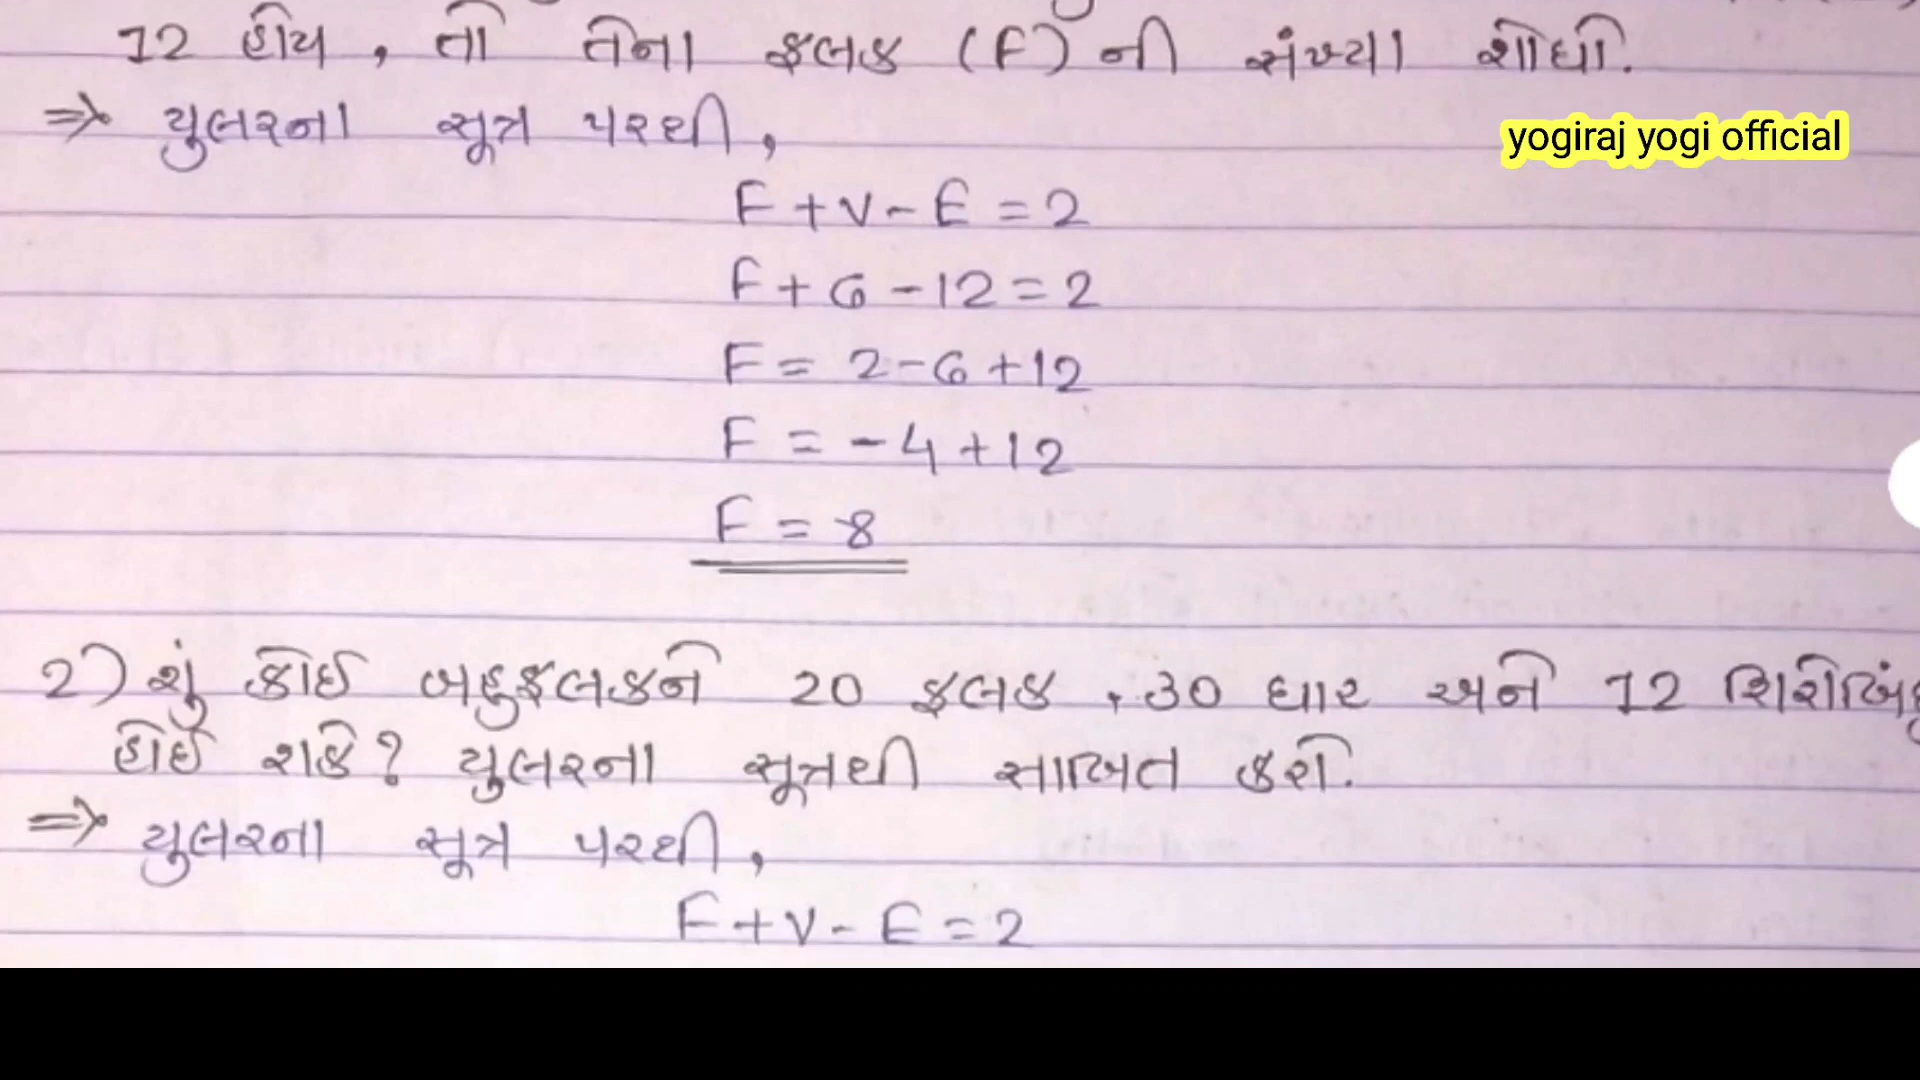 12 હોય, તો તેના ફલક (F) ની સંખ્યા શોધો.
⇒ યુલરના સૂત્ર પરથી,
yogiraj yogi official
F + V - E = 2
F + 6 - 12 = 2
F = 2 - 6 + 12
F = - 4 + 12
F = 8
2) શું કોઈ બહુફલકને 20 ફલક, 30 ધાર અને 12 શિરોબિંદુ
હોઈ શકે? યુલરના સૂત્રથી સાબિત કરો.
⇒ યુલરના સૂત્ર પરથી,
F + V - E = 2